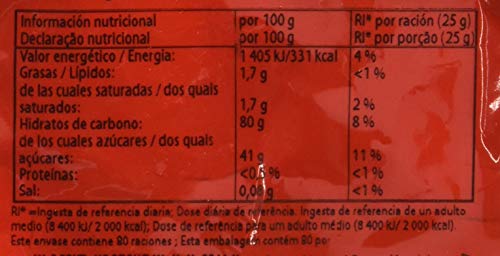 Información nutricional por 100 g RI* por ración (25 g)
Declaração nutricional por 100 g RI* por porção (25 g)
Valor energético / Energia: 1 405 kJ/331 kcal 4 %
Grasas / Lípidos: 1,7 g <1 %
de las cuales saturadas / dos quais
saturados: 1,7 g 2 %
Hidratos de carbono: 80 g 8 %
de los cuales azúcares / dos quais
açúcares: 41 g 11 %
Proteínas: <1 %
Sal: <1 %
RI* =Ingesta de referencia diaria; Dose diária de referência. Ingesta de referencia de un adulto
medio (8 400 kJ/ 2 000 kcal); Dose de referência para um adulto médio (8 400 kJ/ 2 000 kcal).
Este envase contiene 80 raciones ; Esta embalagem contém 80 por